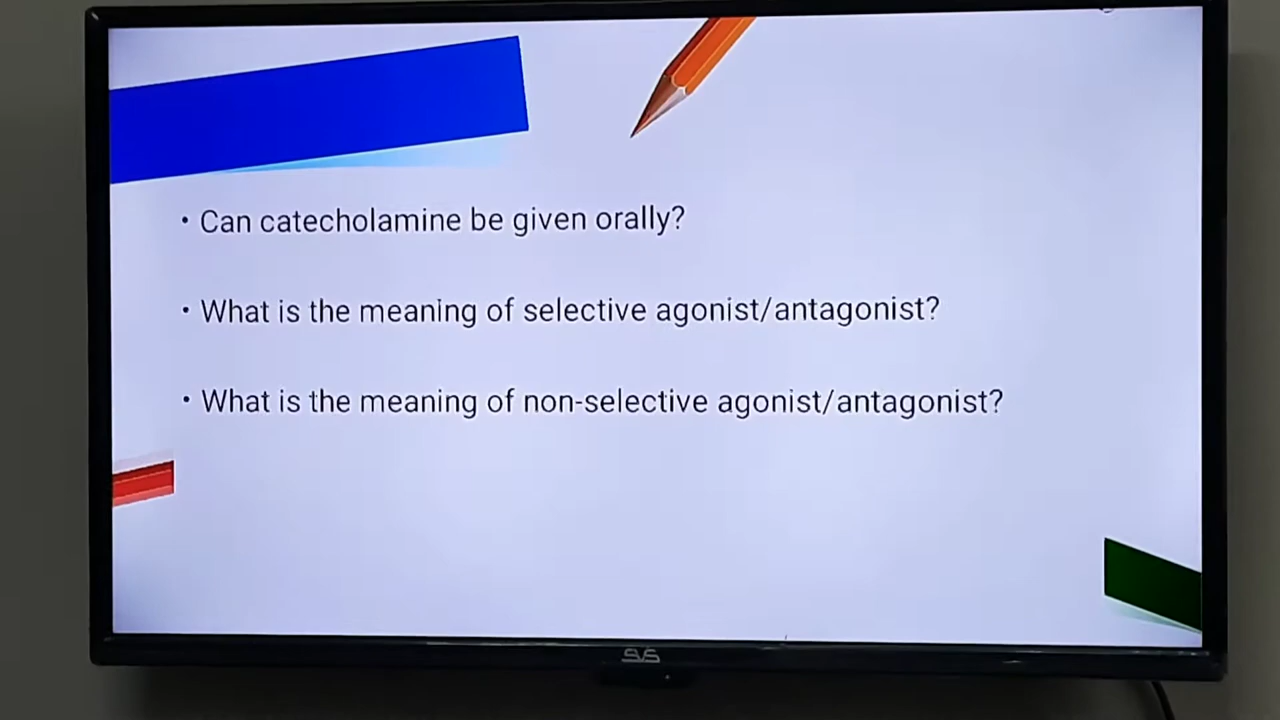 • Can catecholamine be given orally?
• What is the meaning of selective agonist/antagonist?
• What is the meaning of non-selective agonist/antagonist?
SVS